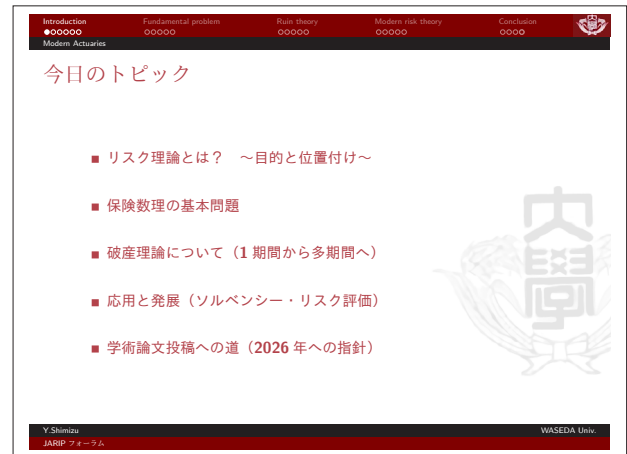 Introduction Fundamental problem Ruin theory Modern risk theory Conclusion
Modern Actuaries
今日のトピック
リスク理論とは？ ～目的と位置付け～
保険数理の基本問題
破産理論について（1 期間から多期間へ）
応用と発展（ソルベンシー・リスク評価）
学術論文投稿への道（2026 年への指針）
大學
Y.Shimizu WASEDA Univ.
JARIP フォーラム